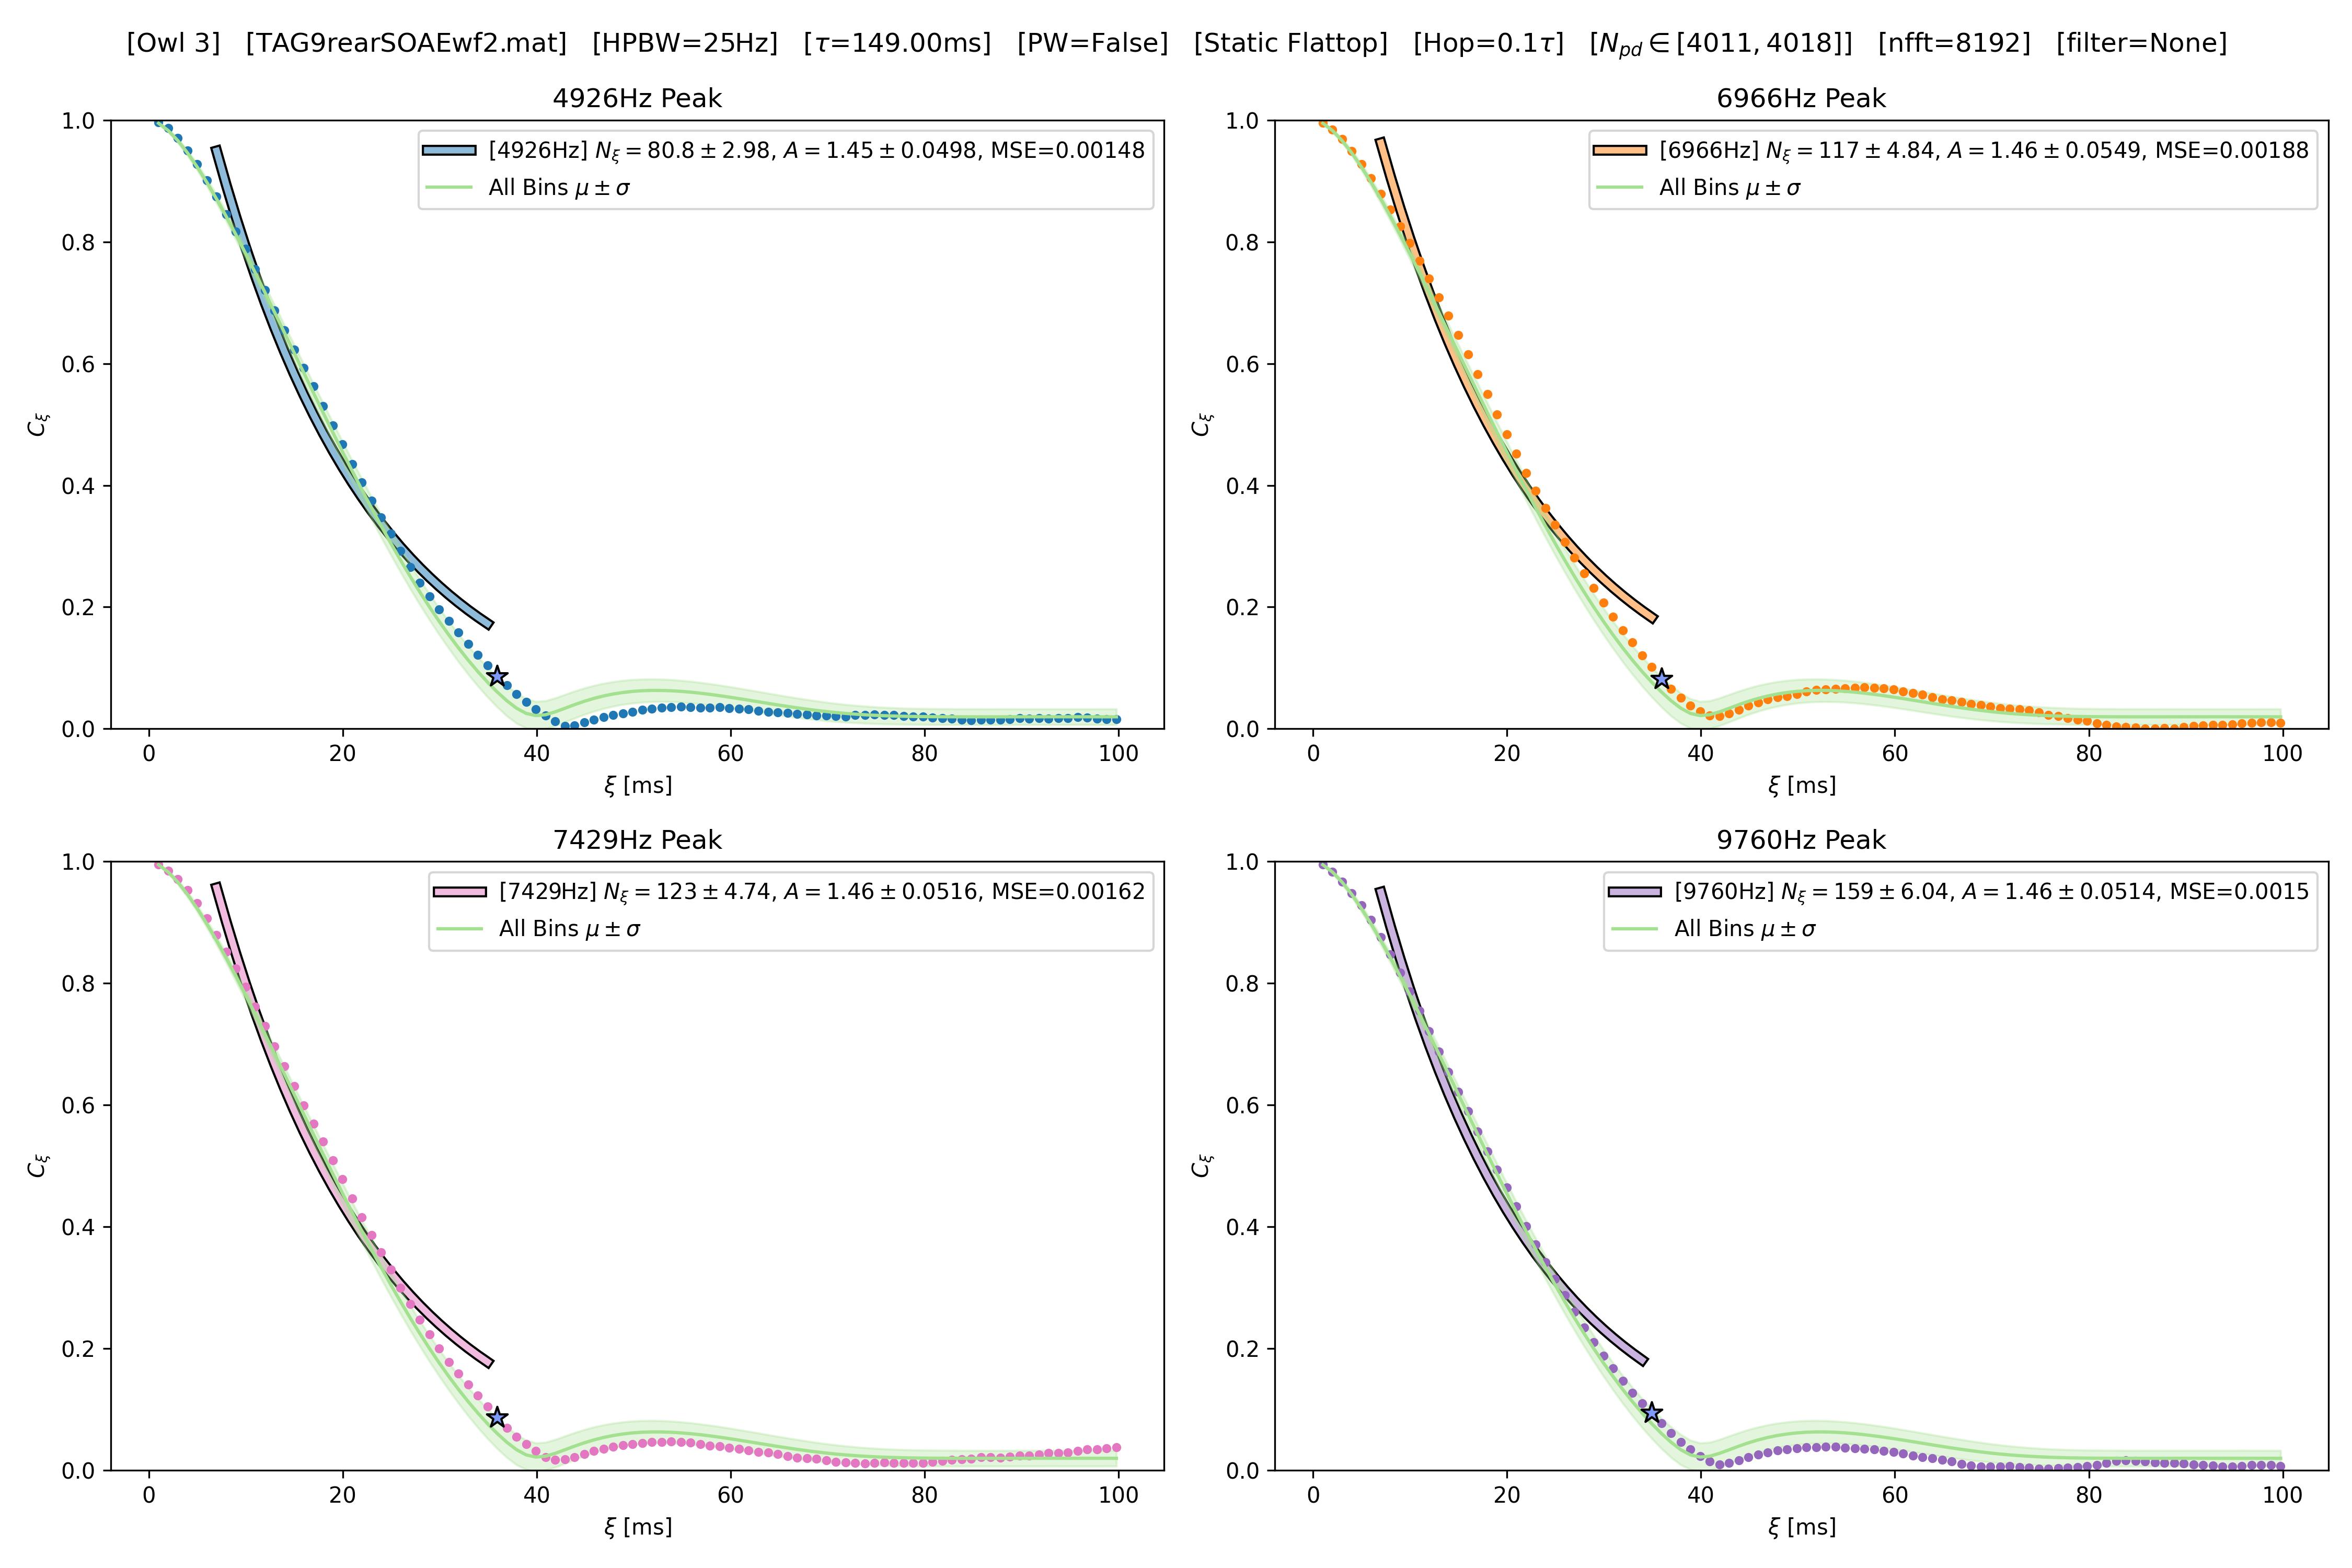 [Owl 3] [TAG9rearSOAEwf2.mat] [HPBW=25Hz] [τ=149.00ms] [PW=False] [Static Flattop] [Hop=0.1τ] [N_pd ∈ [4011, 4018]] [nfft=8192] [filter=None]
4926Hz Peak
[4926Hz] N_ξ = 80.8 ± 2.98, A = 1.45 ± 0.0498, MSE=0.00148
All Bins μ ± σ
1.0
0.8
0.6
0.4
0.2
0.0
C_ξ
0 20 40 60 80 100
ξ [ms]
6966Hz Peak
[6966Hz] N_ξ = 117 ± 4.84, A = 1.46 ± 0.0549, MSE=0.00188
All Bins μ ± σ
1.0
0.8
0.6
0.4
0.2
0.0
C_ξ
0 20 40 60 80 100
ξ [ms]
7429Hz Peak
[7429Hz] N_ξ = 123 ± 4.74, A = 1.46 ± 0.0516, MSE=0.00162
All Bins μ ± σ
1.0
0.8
0.6
0.4
0.2
0.0
C_ξ
0 20 40 60 80 100
ξ [ms]
9760Hz Peak
[9760Hz] N_ξ = 159 ± 6.04, A = 1.46 ± 0.0514, MSE=0.0015
All Bins μ ± σ
1.0
0.8
0.6
0.4
0.2
0.0
C_ξ
0 20 40 60 80 100
ξ [ms]